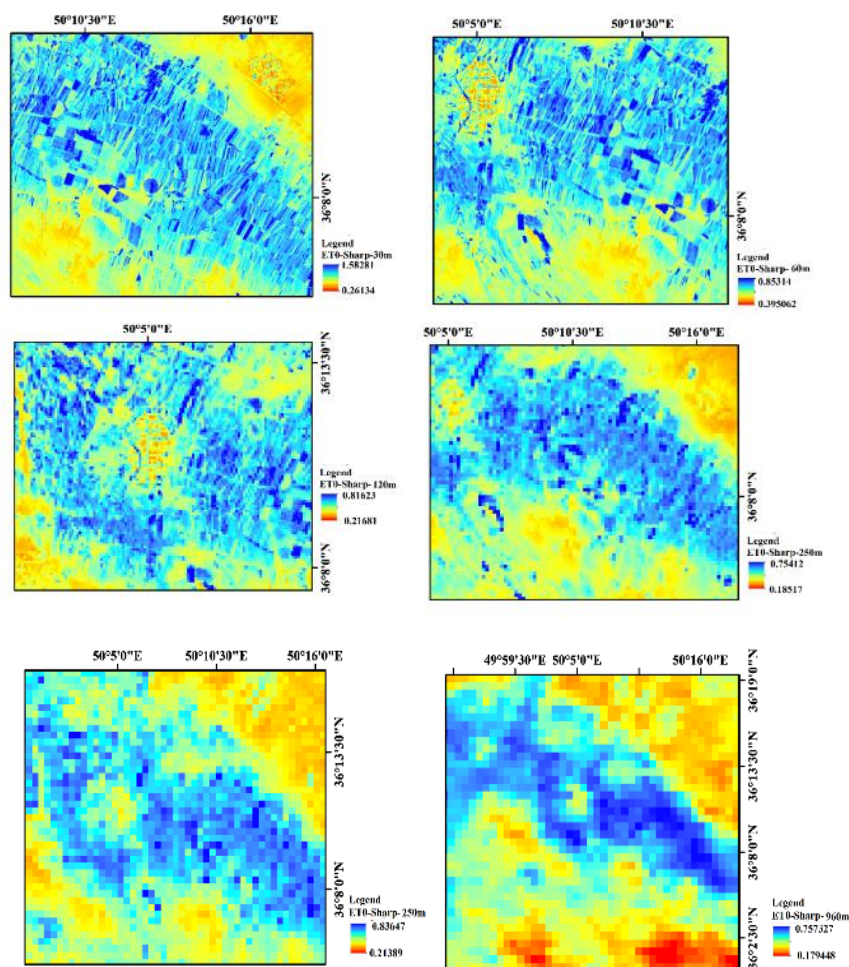 50°10'30"E 50°16'0"E
36°8'0"N
Legend
ET0-Sharp-30m
1.58281
0.26134
50°5'0"E 50°10'30"E
36°8'0"N
Legend
ET0-Sharp- 60m
0.85314
0.395062
50°5'0"E
36°13'30"N
36°8'0"N
Legend
ET0-Sharp-120m
0.81623
0.21681
50°5'0"E 50°10'30"E 50°16'0"E
36°8'0"N
Legend
ET0-Sharp-250m
0.75412
0.18517
50°5'0"E 50°10'30"E 50°16'0"E
36°13'30"N
36°8'0"N
Legend
ET0-Sharp-250m
0.83647
0.21389
49°59'30"E 50°5'0"E 50°16'0"E
36°19'0"N
36°13'30"N
36°8'0"N
36°2'30"N
Legend
ET0-Sharp-960m
0.757327
0.179448